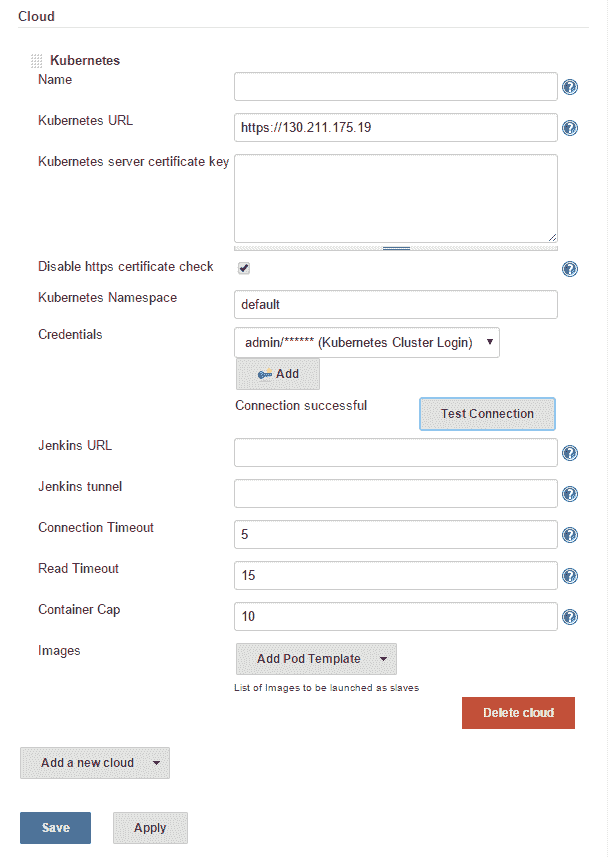 Cloud
Kubernetes
Name
Kubernetes URL
https://130.211.175.19
Kubernetes server certificate key
Disable https certificate check
Kubernetes Namespace
default
Credentials
admin/****** (Kubernetes Cluster Login)
Add
Connection successful
Test Connection
Jenkins URL
Jenkins tunnel
Connection Timeout
5
Read Timeout
15
Container Cap
10
Images
Add Pod Template
List of Images to be launched as slaves
Delete cloud
Add a new cloud
Save
Apply